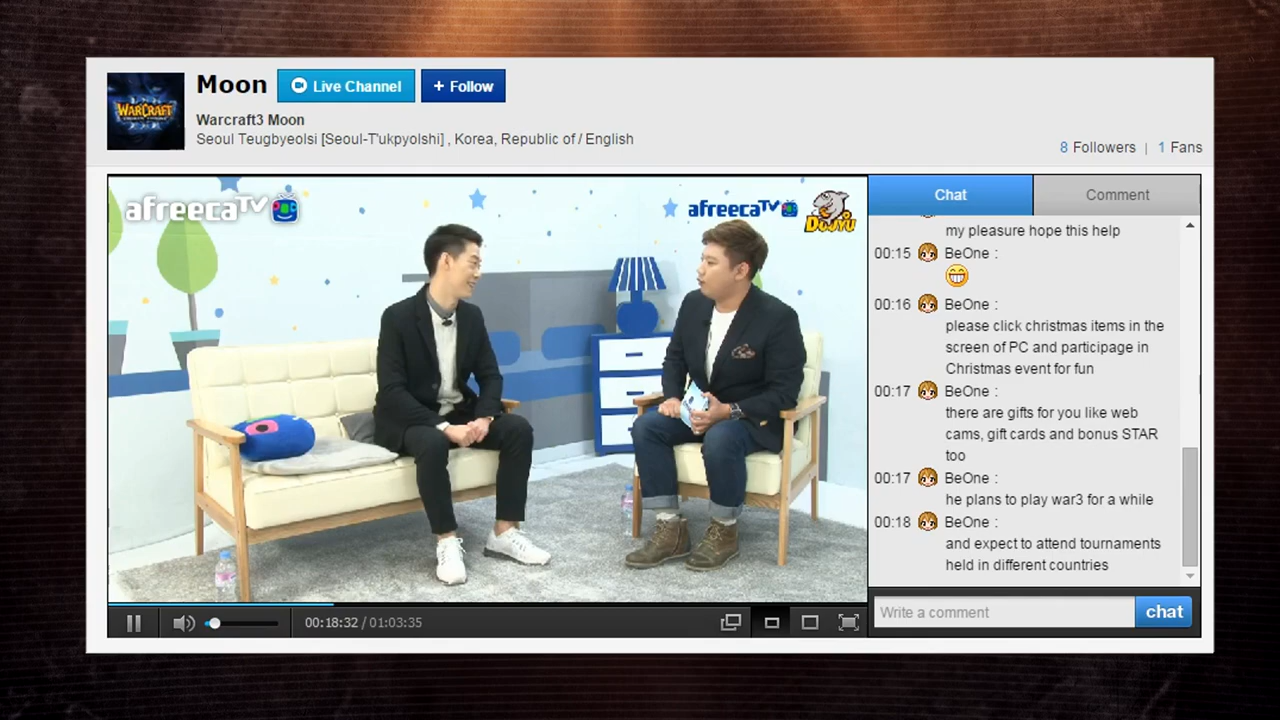 WARCRAFT
III
Moon
Live Channel
+ Follow
Warcraft3 Moon
Seoul Teugbyeolsi [Seoul-T'ukpyolshi] , Korea, Republic of / English
8 Followers | 1 Fans
afreecaTV
afreecaTV
DOUYU
Chat
Comment
my pleasure hope this help
00:15 BeOne :
00:16 BeOne :
please click christmas items in the
screen of PC and participage in
Christmas event for fun
00:17 BeOne :
there are gifts for you like web
cams, gift cards and bonus STAR
too
00:17 BeOne :
he plans to play war3 for a while
00:18 BeOne :
and expect to attend tournaments
held in different countries
00:18:32 / 01:03:35
Write a comment
chat